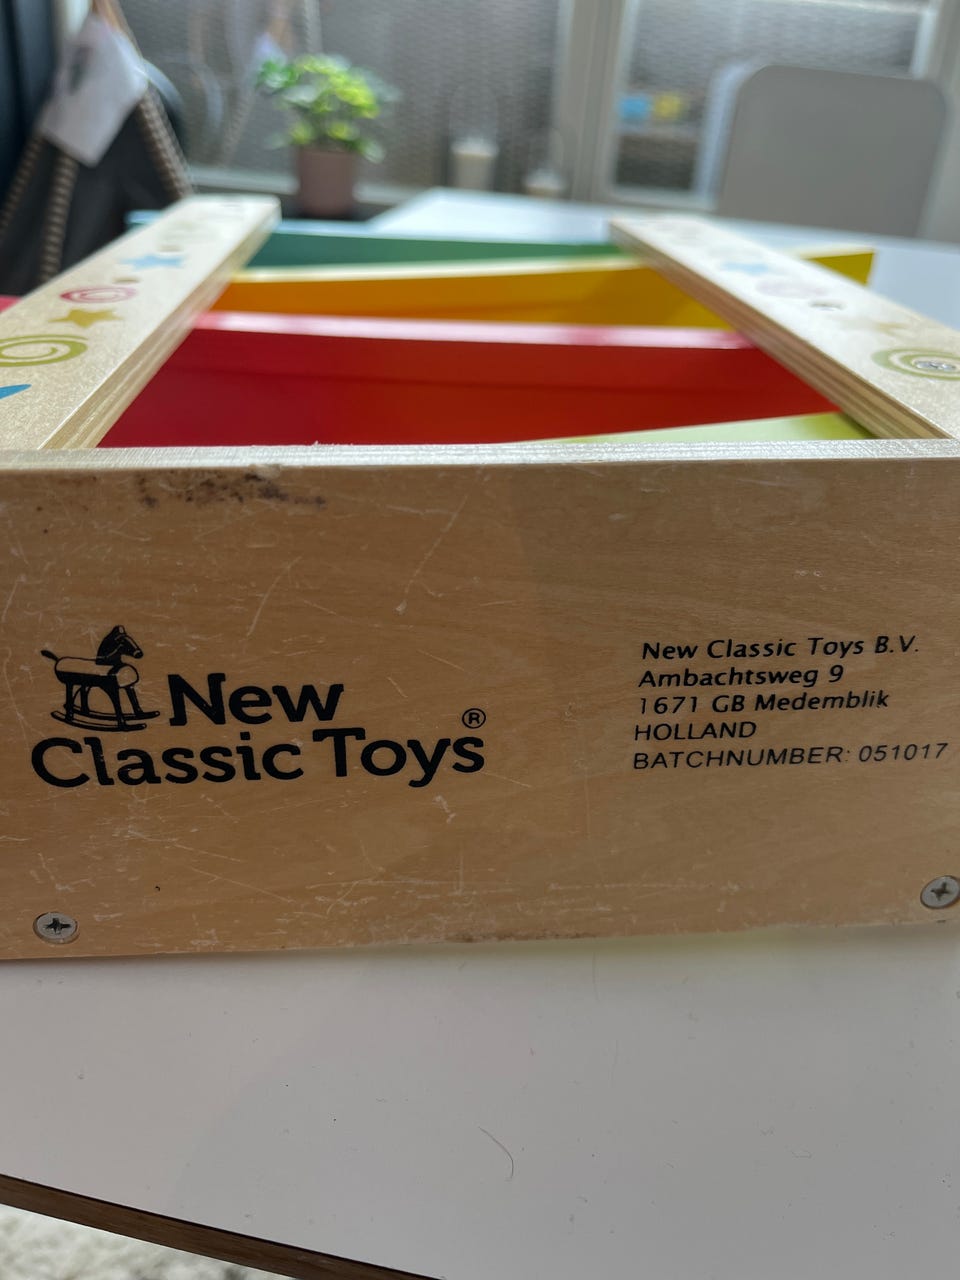 New
Classic Toys®
New Classic Toys B.V.
Ambachtsweg 9
1671 GB Medemblik
HOLLAND
BATCHNUMBER: 051017